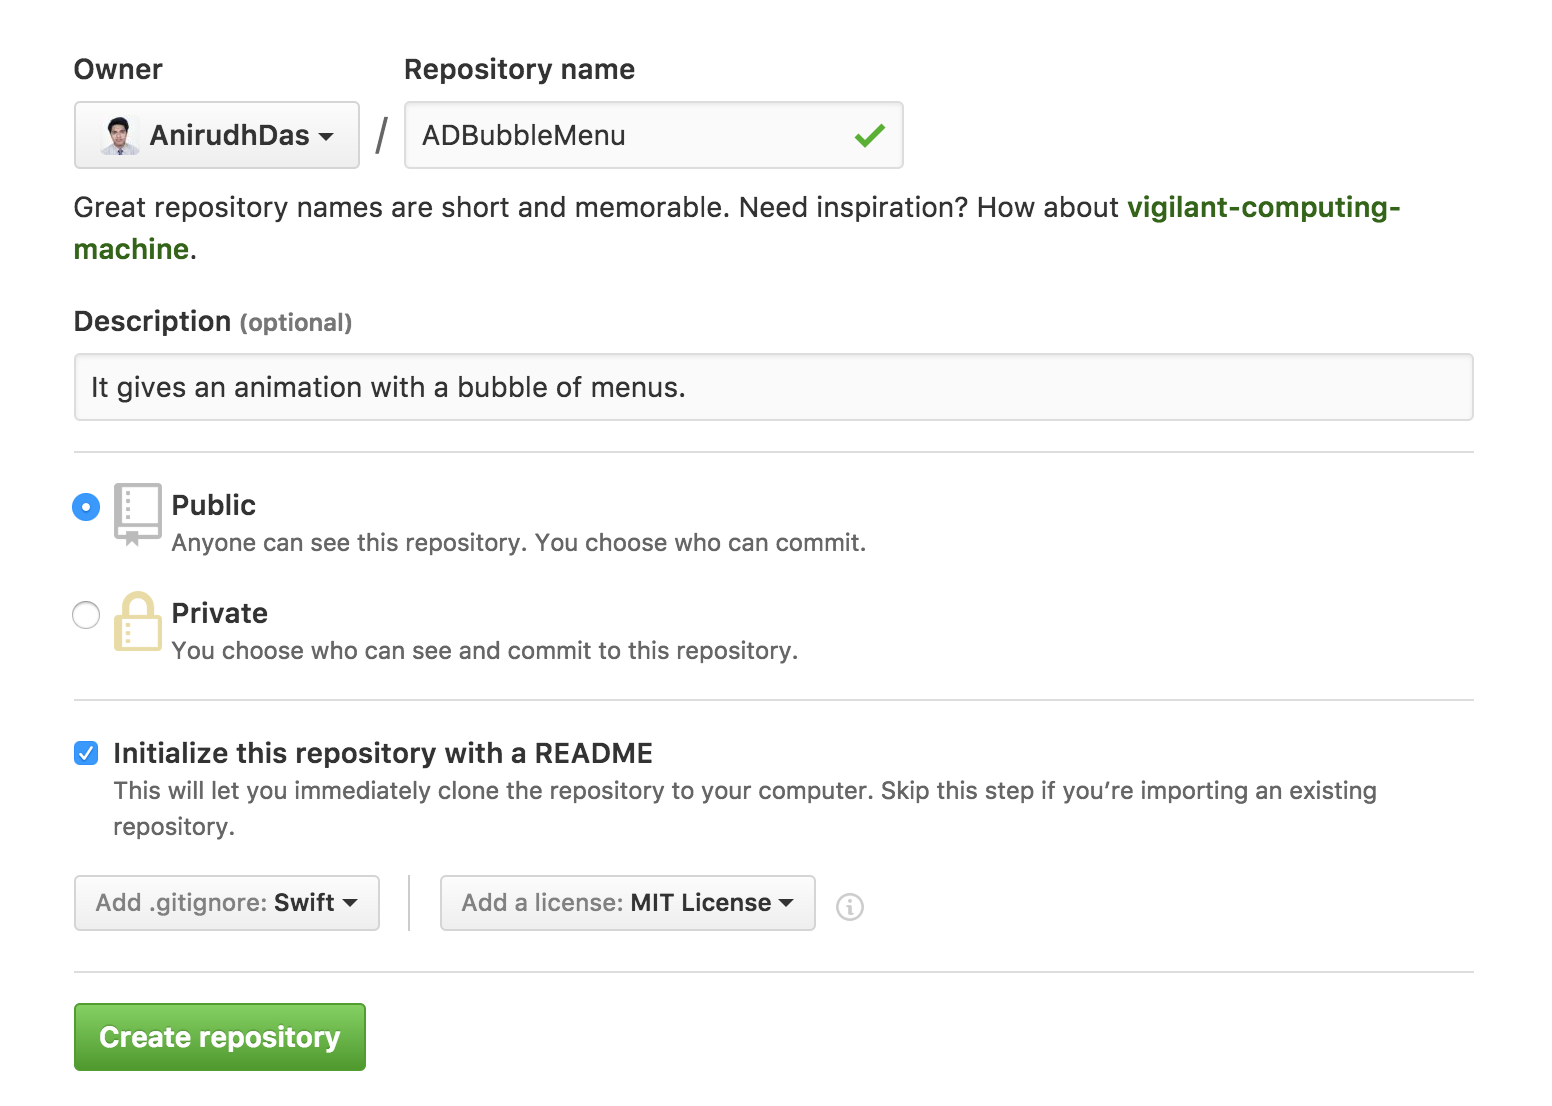 Owner
Repository name
AnirudhDas
/
ADBubbleMenu
Great repository names are short and memorable. Need inspiration? How about vigilant-computing-
machine.
Description (optional)
It gives an animation with a bubble of menus.
Public
Anyone can see this repository. You choose who can commit.
Private
You choose who can see and commit to this repository.
Initialize this repository with a README
This will let you immediately clone the repository to your computer. Skip this step if you’re importing an existing
repository.
Add .gitignore: Swift
Add a license: MIT License
Create repository